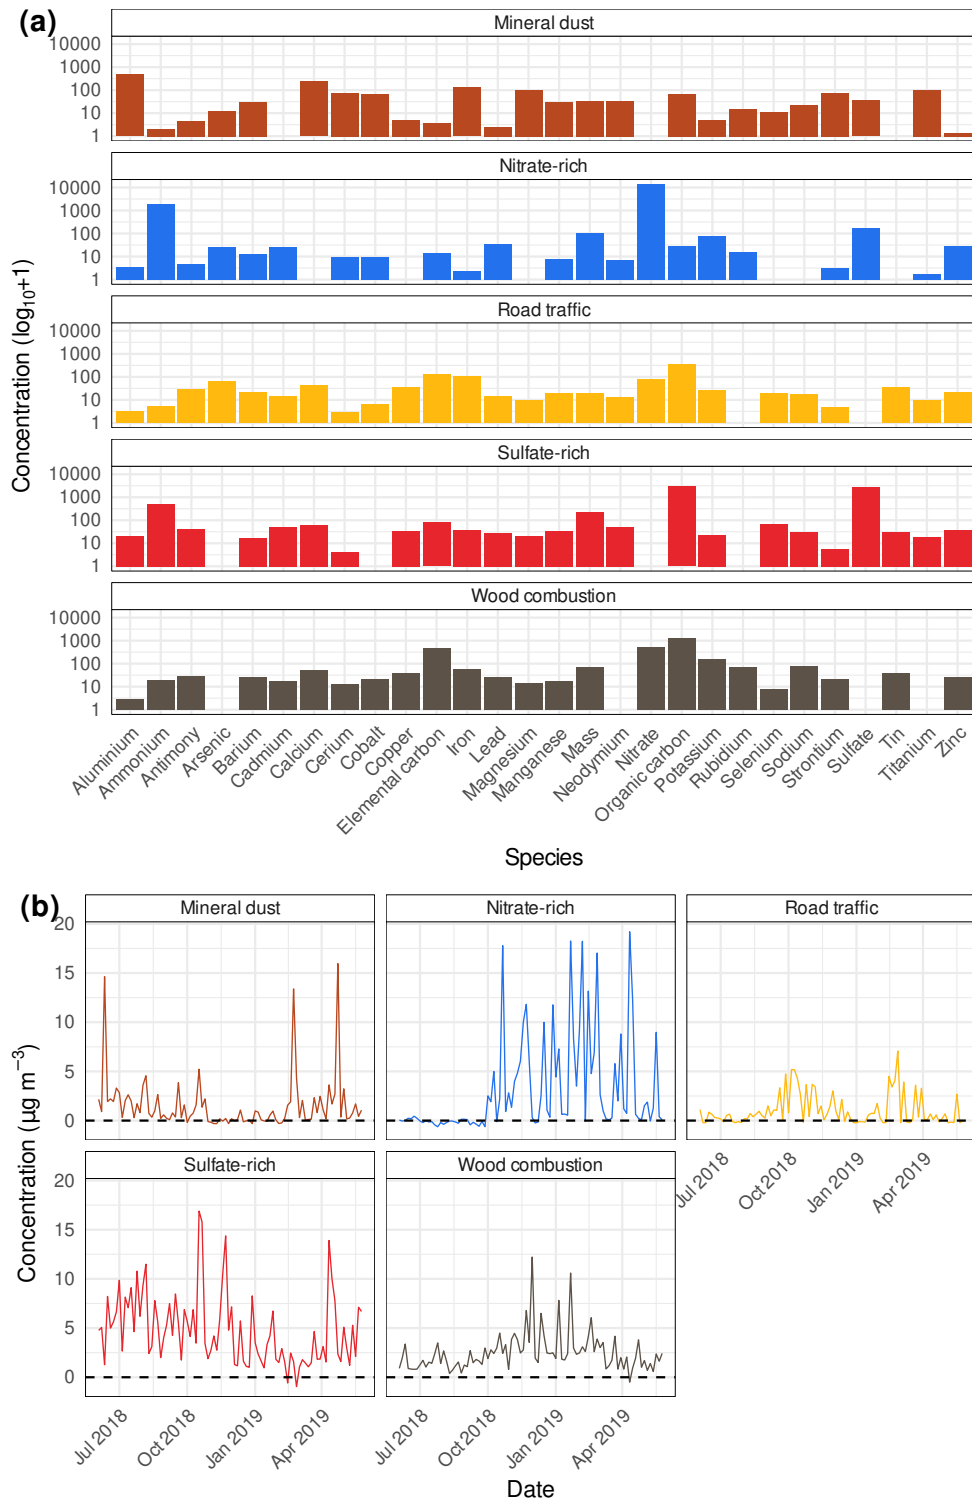 (a)
Mineral dust
10000
1000
100
10
1
Nitrate-rich
10000
1000
100
10
1
Road traffic
10000
1000
100
10
1
Sulfate-rich
10000
1000
100
10
1
Wood combustion
10000
1000
100
10
1
Concentration (log₁₀+1)
Aluminium
Ammonium
Antimony
Arsenic
Barium
Cadmium
Calcium
Cerium
Cobalt
Copper
Elemental carbon
Iron
Lead
Magnesium
Manganese
Mass
Neodymium
Nitrate
Organic carbon
Potassium
Rubidium
Selenium
Sodium
Strontium
Sulfate
Tin
Titanium
Zinc
Species
(b)
Mineral dust
Nitrate-rich
Road traffic
20
15
10
5
0
Jul 2018
Oct 2018
Jan 2019
Apr 2019
Sulfate-rich
Wood combustion
20
15
10
5
0
Concentration (µg m⁻³)
Jul 2018
Oct 2018
Jan 2019
Apr 2019
Jul 2018
Oct 2018
Jan 2019
Apr 2019
Date